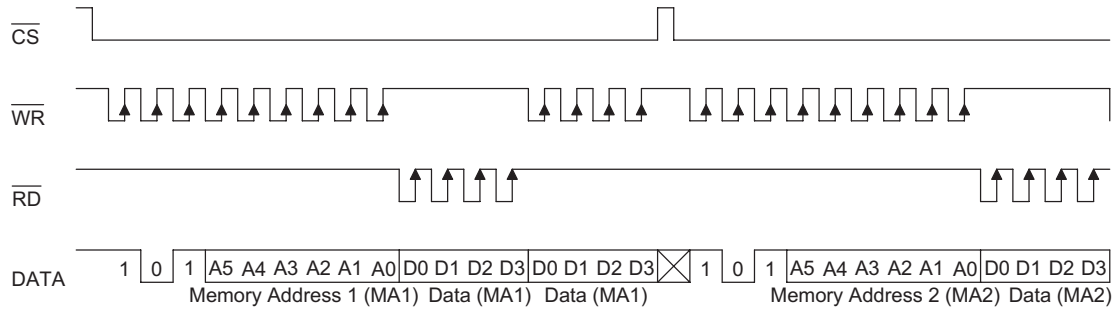 CS
WR
RD
DATA 1 0 1 A5 A4 A3 A2 A1 A0 D0 D1 D2 D3 D0 D1 D2 D3 1 0 1 A5 A4 A3 A2 A1 A0 D0 D1 D2 D3
Memory Address 1 (MA1) Data (MA1) Data (MA1) Memory Address 2 (MA2) Data (MA2)